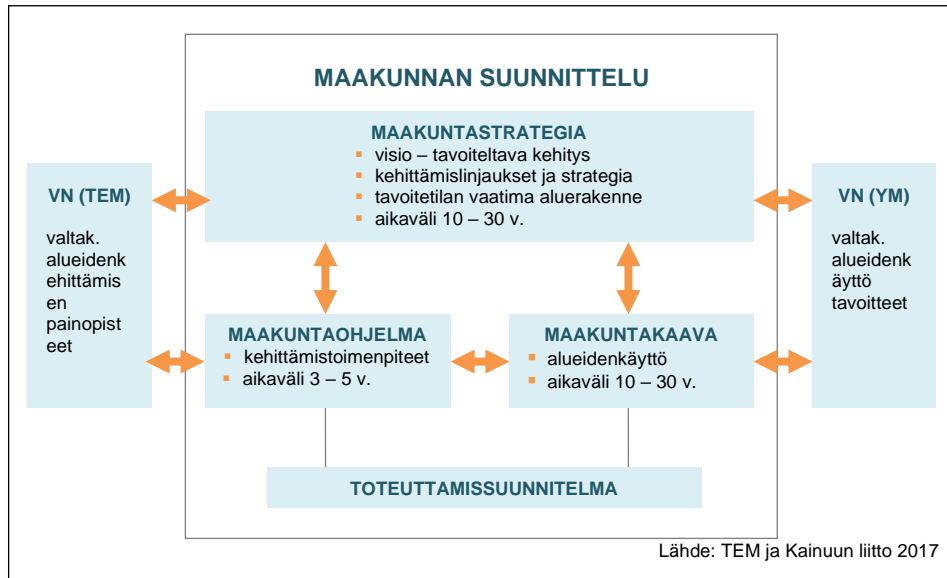 MAAKUNNAN SUUNNITTELU
MAAKUNTASTRATEGIA
▪ visio – tavoiteltava kehitys
▪ kehittämislinjaukset ja strategia
▪ tavoitetilan vaatima aluerakenne
▪ aikaväli 10 – 30 v.
VN (TEM)
valtak.
alueidenk
ehittämis
en
painopist
eet
VN (YM)
valtak.
alueidenk
äyttö
tavoitteet
MAAKUNTAOHJELMA
▪ kehittämistoimenpiteet
▪ aikaväli 3 – 5 v.
MAAKUNTAKAAVA
▪ alueidenkäyttö
▪ aikaväli 10 – 30 v.
TOTEUTTAMISSUUNNITELMA
Lähde: TEM ja Kainuun liitto 2017